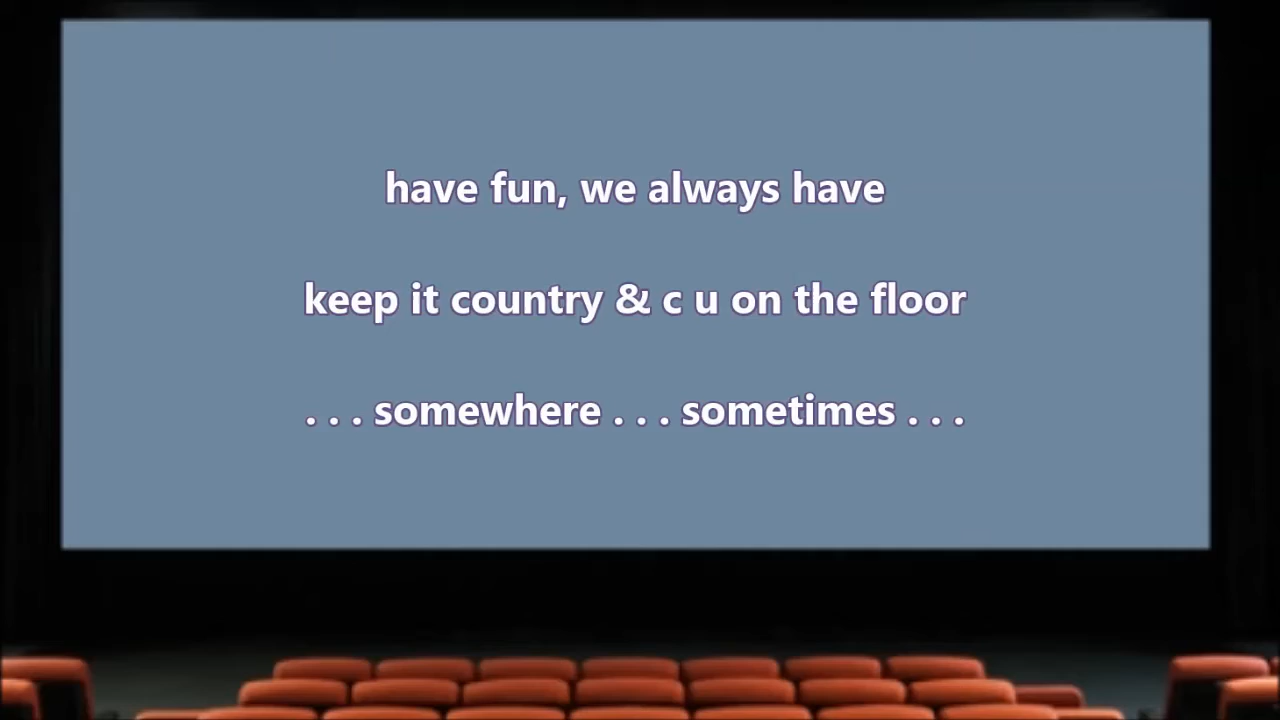 have fun, we always have
keep it country & c u on the floor
. . . somewhere . . . sometimes . . .